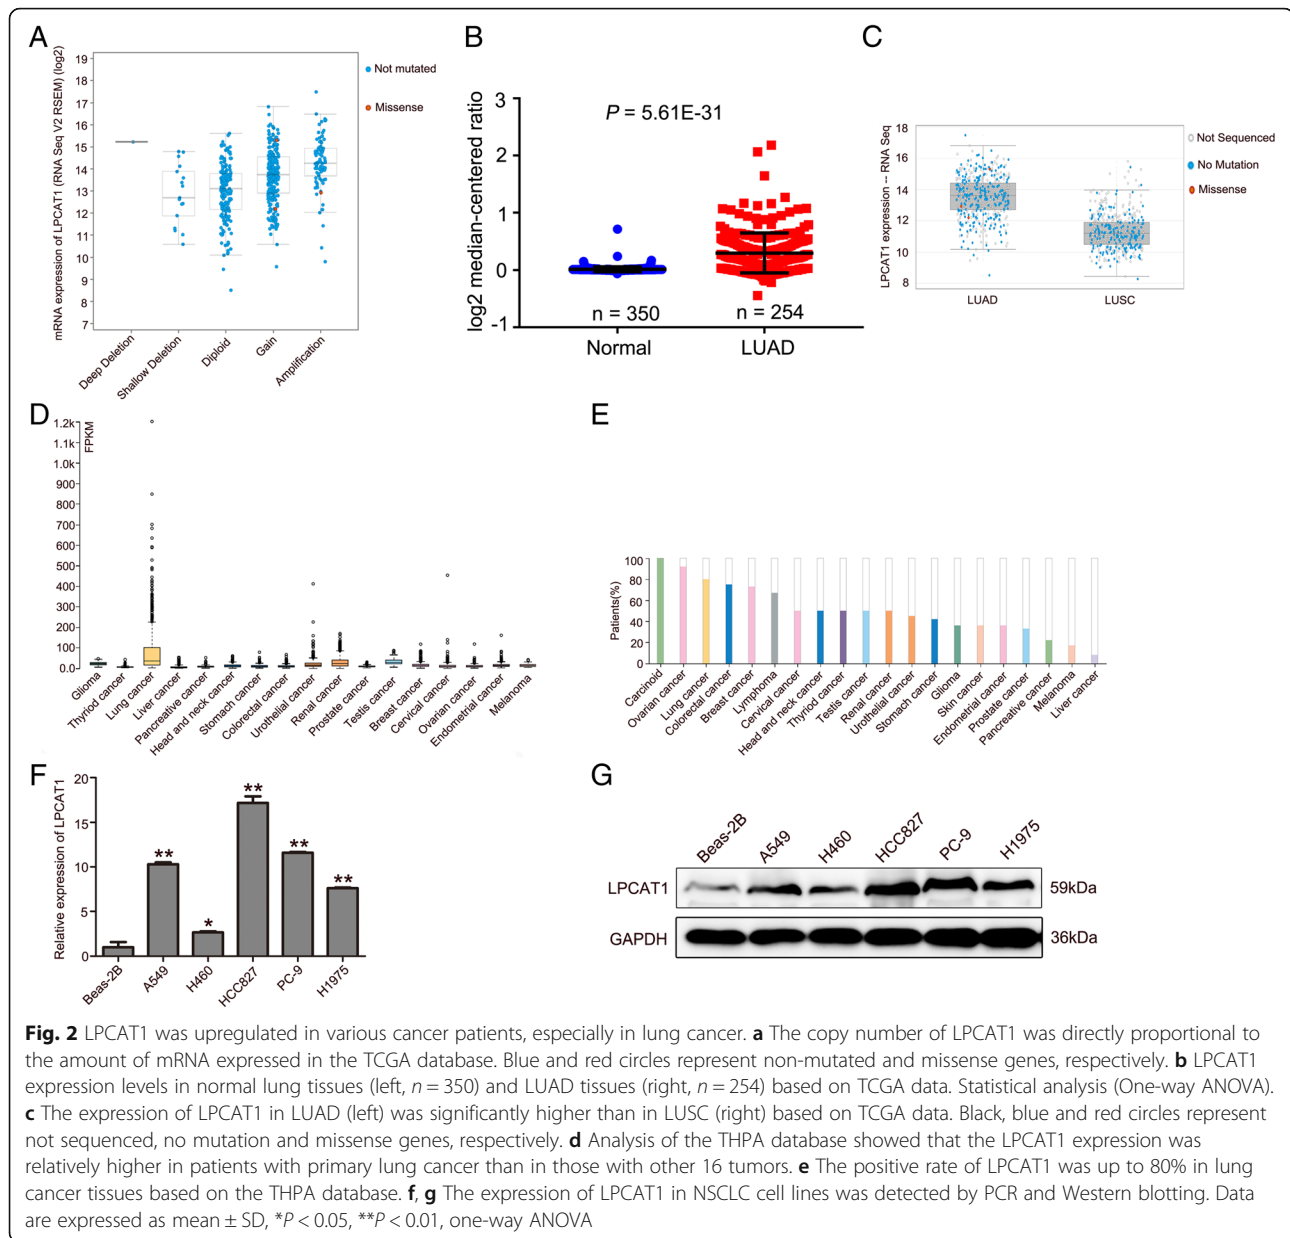 A
mRNA expression of LPCAT1 (RNA Seq V2 RSEM) (log2)
19
18
17
16
15
14
13
12
11
10
9
8
7
Deep Deletion
Shallow Deletion
Diploid
Gain
Amplification
Not mutated
Missense
B
log2 median-centered ratio
3
2
1
0
-1
P = 5.61E-31
n = 350
n = 254
Normal
LUAD
C
LPCAT1 expression -- RNA Seq
18
16
14
12
10
8
LUAD
LUSC
Not Sequenced
No Mutation
Missense
D
FPKM
1.2k
1.1k
1.0k
900
800
700
600
500
400
300
200
100
0.0
Glioma
Thyriod cancer
Lung cancer
Liver cancer
Pancreative cancer
Head and neck cancer
Stomach cancer
Colorectal cancer
Urothelial cancer
Renal cancer
Prostate cancer
Testis cancer
Breast cancer
Cervical cancer
Ovarian cancer
Endometrial cancer
Melanoma
E
Patients(%)
100
80
60
40
20
0
Carcinoid
Ovarian cancer
Lung cancer
Colorectal cancer
Breast cancer
Lymphoma
Cervical cancer
Head and neck cancer
Thyriod cancer
Testis cancer
Renal cancer
Urothelial cancer
Stomach cancer
Glioma
Skin cancer
Endometrial cancer
Prostate cancer
Pancreative cancer
Melanoma
Liver cancer
F
Relative expression of LPCAT1
20
15
10
5
0
**
*
**
**
**
Beas-2B
A549
H460
HCC827
PC-9
H1975
G
Beas-2B
A549
H460
HCC827
PC-9
H1975
LPCAT1
59kDa
GAPDH
36kDa
Fig. 2 LPCAT1 was upregulated in various cancer patients, especially in lung cancer. a The copy number of LPCAT1 was directly proportional to
the amount of mRNA expressed in the TCGA database. Blue and red circles represent non-mutated and missense genes, respectively. b LPCAT1
expression levels in normal lung tissues (left, n = 350) and LUAD tissues (right, n = 254) based on TCGA data. Statistical analysis (One-way ANOVA).
c The expression of LPCAT1 in LUAD (left) was significantly higher than in LUSC (right) based on TCGA data. Black, blue and red circles represent
not sequenced, no mutation and missense genes, respectively. d Analysis of the THPA database showed that the LPCAT1 expression was
relatively higher in patients with primary lung cancer than in those with other 16 tumors. e The positive rate of LPCAT1 was up to 80% in lung
cancer tissues based on the THPA database. f, g The expression of LPCAT1 in NSCLC cell lines was detected by PCR and Western blotting. Data
are expressed as mean ± SD, *P < 0.05, **P < 0.01, one-way ANOVA